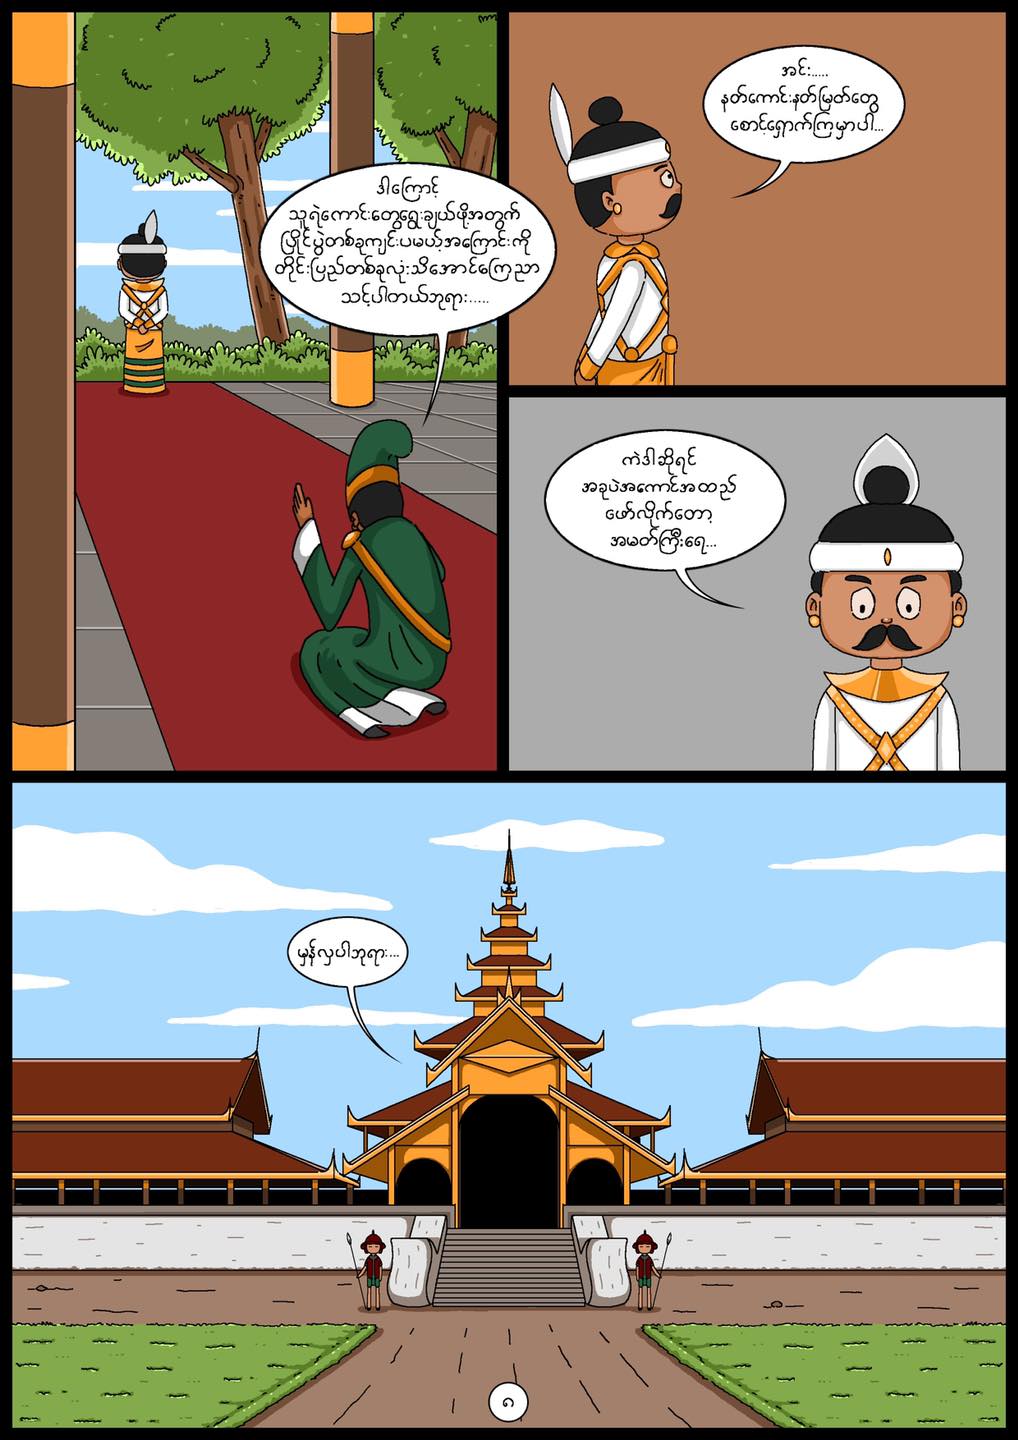 ဒါကြောင့်
သူရဲကောင်းတွေရွေးချယ်ဖို့အတွက်
ပြိုင်ပွဲတစ်ခုကျင်းပမယ့်အကြောင်းကို
တိုင်းပြည်တစ်ခုလုံးသိအောင်ကြေညာ
သင့်ပါတယ်ဘုရား.....
အင်း.....
နတ်ကောင်းနတ်မြတ်တွေ
စောင့်ရှောက်ကြမှာပါ...
ကဲဒါဆိုရင်
အခုပဲအကောင်အထည်
ဖော်လိုက်တော့
အမတ်ကြီးရေ...
မှန်လှပါဘုရား...
၈